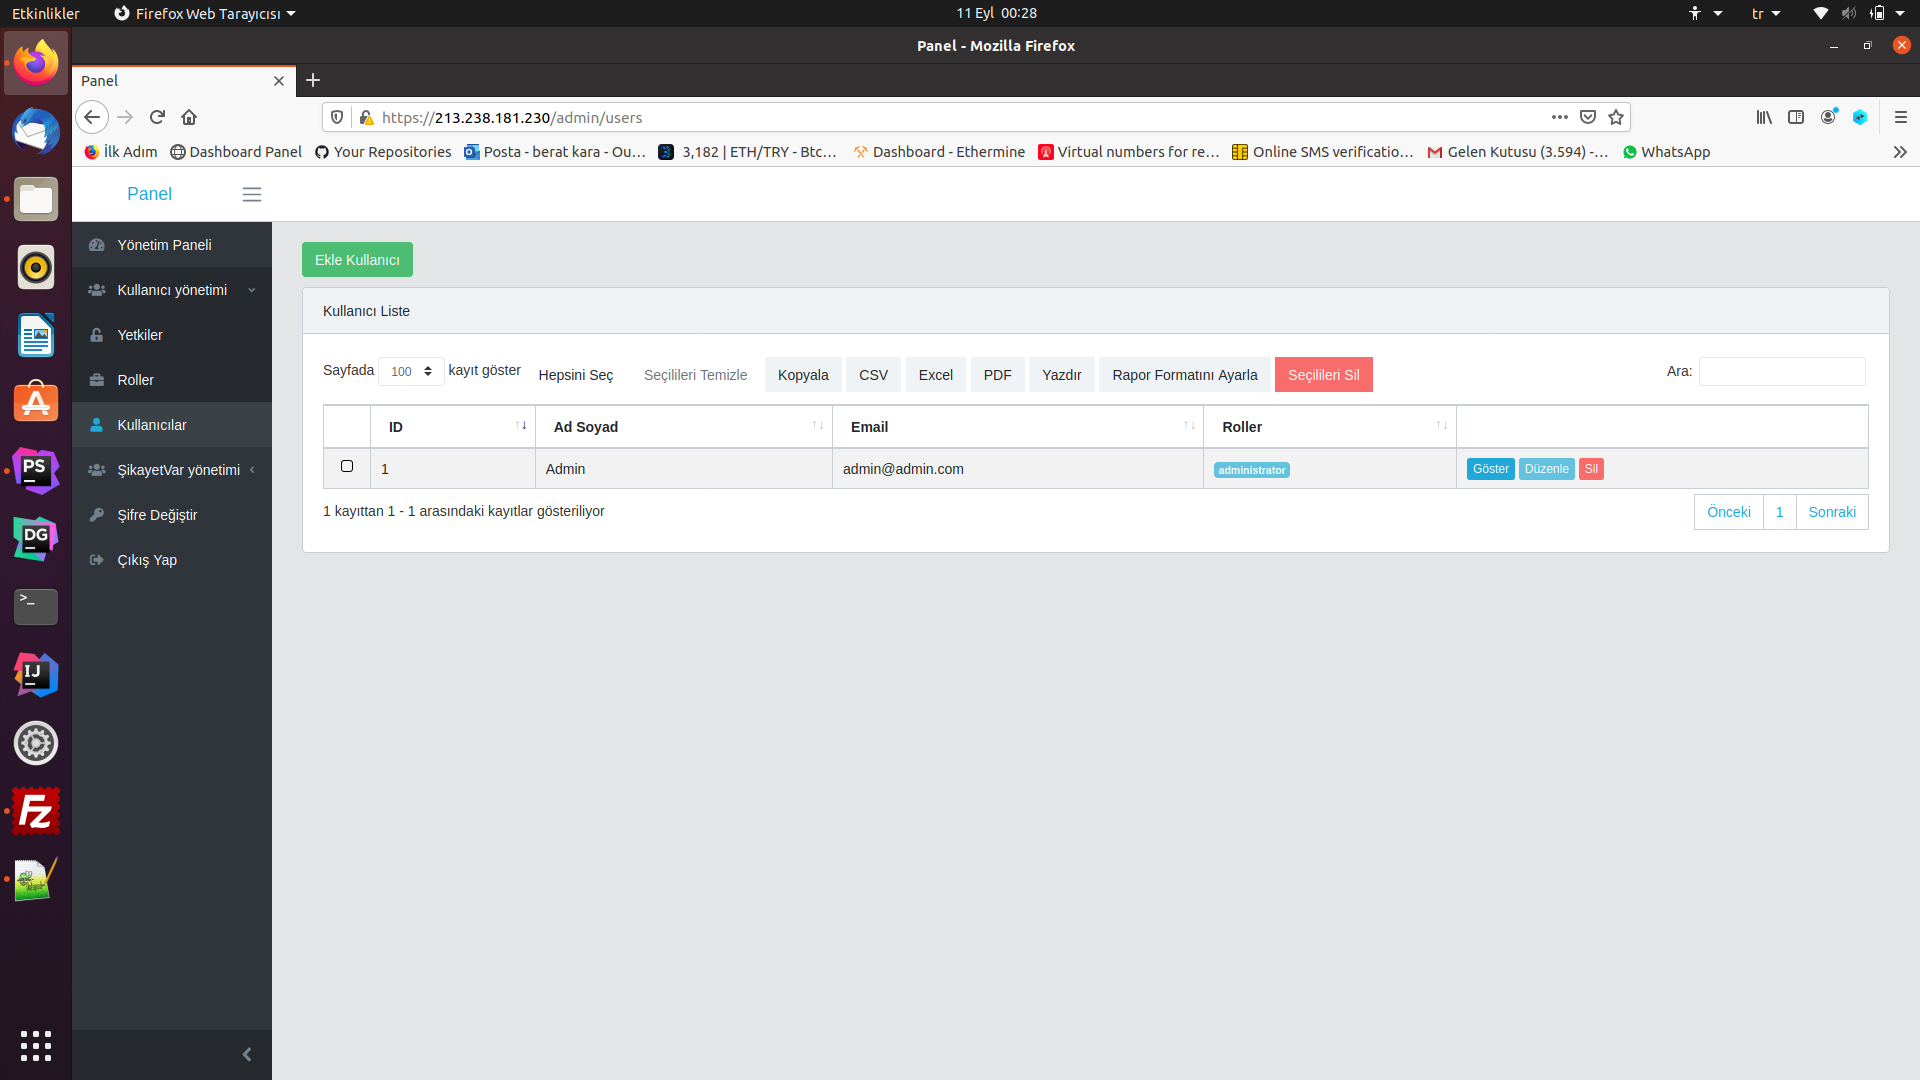 Etkinlikler
Firefox Web Tarayıcısı
11 Eyl 00:28
tr
Panel - Mozilla Firefox
Panel
https://213.238.181.230/admin/users
İlk Adım
Dashboard Panel
Your Repositories
Posta - berat kara - Ou…
3,182 | ETH/TRY - Btc…
Dashboard - Ethermine
Virtual numbers for re…
Online SMS verificatio…
Gelen Kutusu (3.594) -…
WhatsApp
Panel
Yönetim Paneli
Kullanıcı yönetimi
Yetkiler
Roller
Kullanıcılar
ŞikayetVar yönetimi
Şifre Değiştir
Çıkış Yap
Ekle Kullanıcı
Kullanıcı Liste
Sayfada 100 kayıt göster
Hepsini Seç
Seçilileri Temizle
Kopyala
CSV
Excel
PDF
Yazdır
Rapor Formatını Ayarla
Seçilileri Sil
Ara:
ID Ad Soyad Email Roller
1 Admin admin@admin.com administrator Göster Düzenle Sil
1 kayıttan 1 - 1 arasındaki kayıtlar gösteriliyor
Önceki 1 Sonraki
PS
DG
>_
IJ
Fz